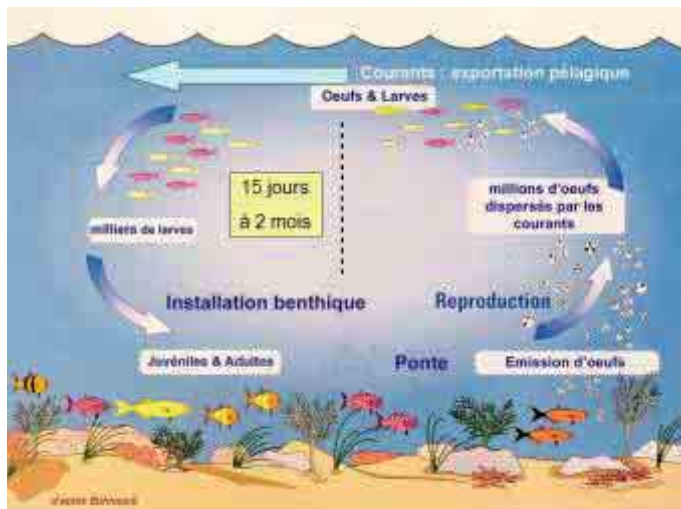 Courants : exportation pélagique
Oeufs & Larves
15 jours
à 2 mois
millions d'oeufs
dispersés par les
courants
milliers de larves
Installation benthique
Reproduction
Juvéniles & Adultes
Ponte
Emission d'oeufs
d'après